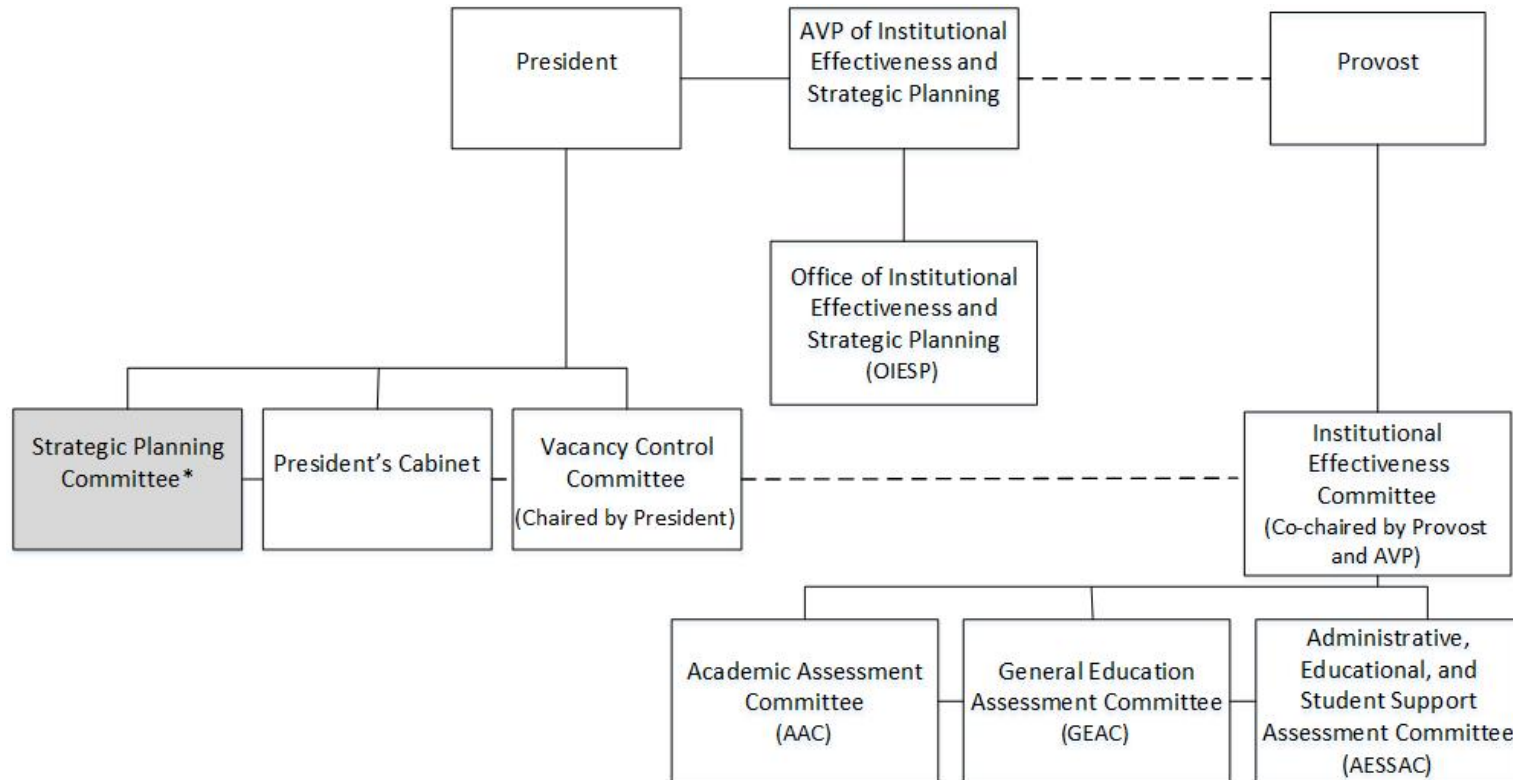 President
AVP of Institutional
Effectiveness and
Strategic Planning
Provost
Office of Institutional
Effectiveness and
Strategic Planning
(OIESP)
Strategic Planning
Committee*
President's Cabinet
Vacancy Control
Committee
(Chaired by President)
Institutional
Effectiveness
Committee
(Co-chaired by Provost
and AVP)
Academic Assessment
Committee
(AAC)
General Education
Assessment Committee
(GEAC)
Administrative,
Educational, and
Student Support
Assessment Committee
(AESSAC)